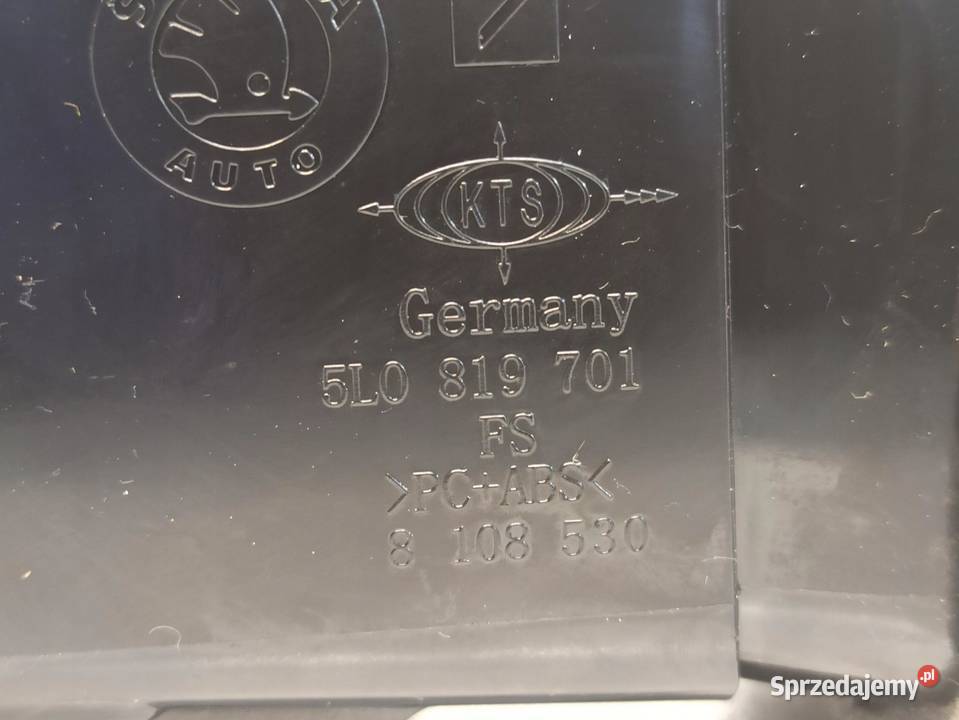 AUTO
KTS
Germany
5L0 819 701
FS
>PC+ABS<
8 108 530
Sprzedajemy.pl